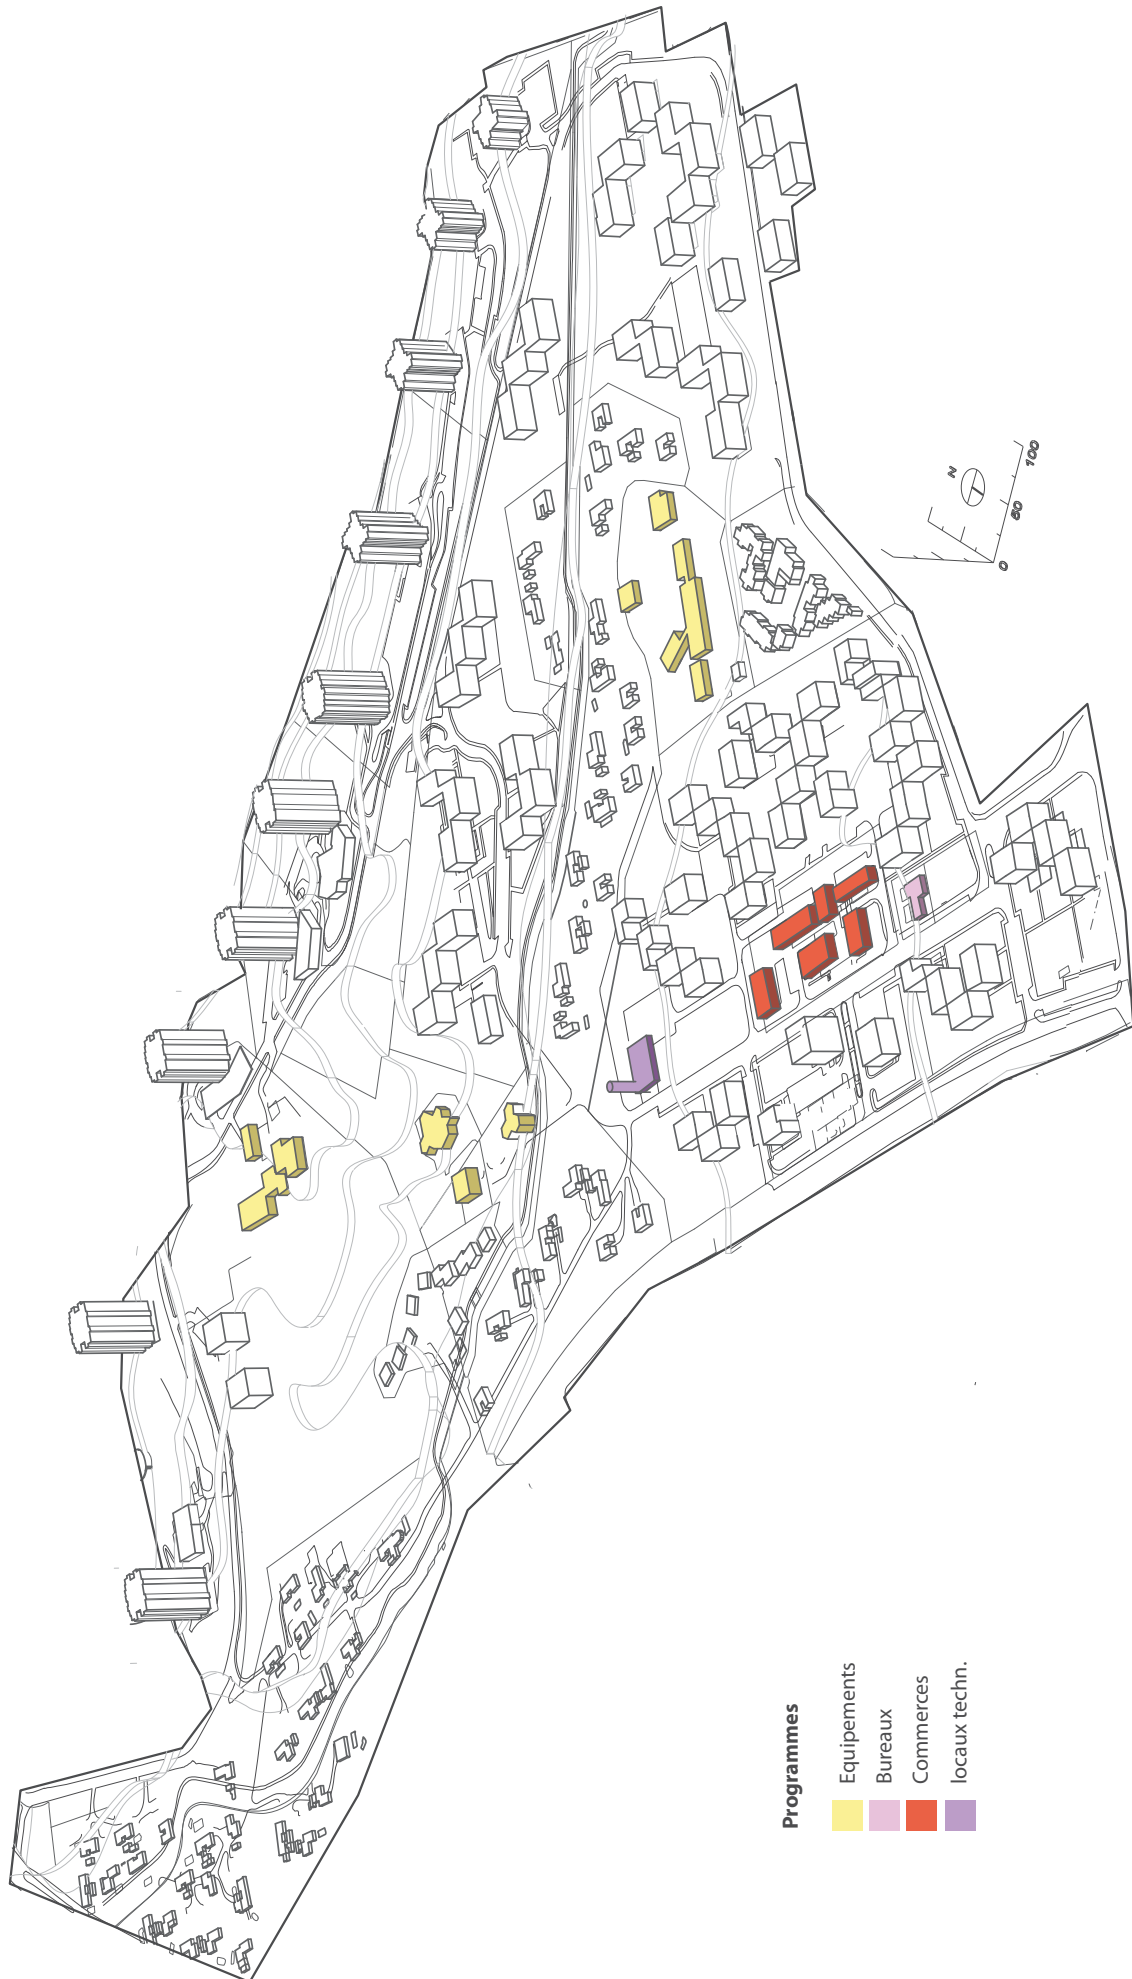 N
0
50
100
Programmes
Equipements
Bureaux
Commerces
locaux techn.